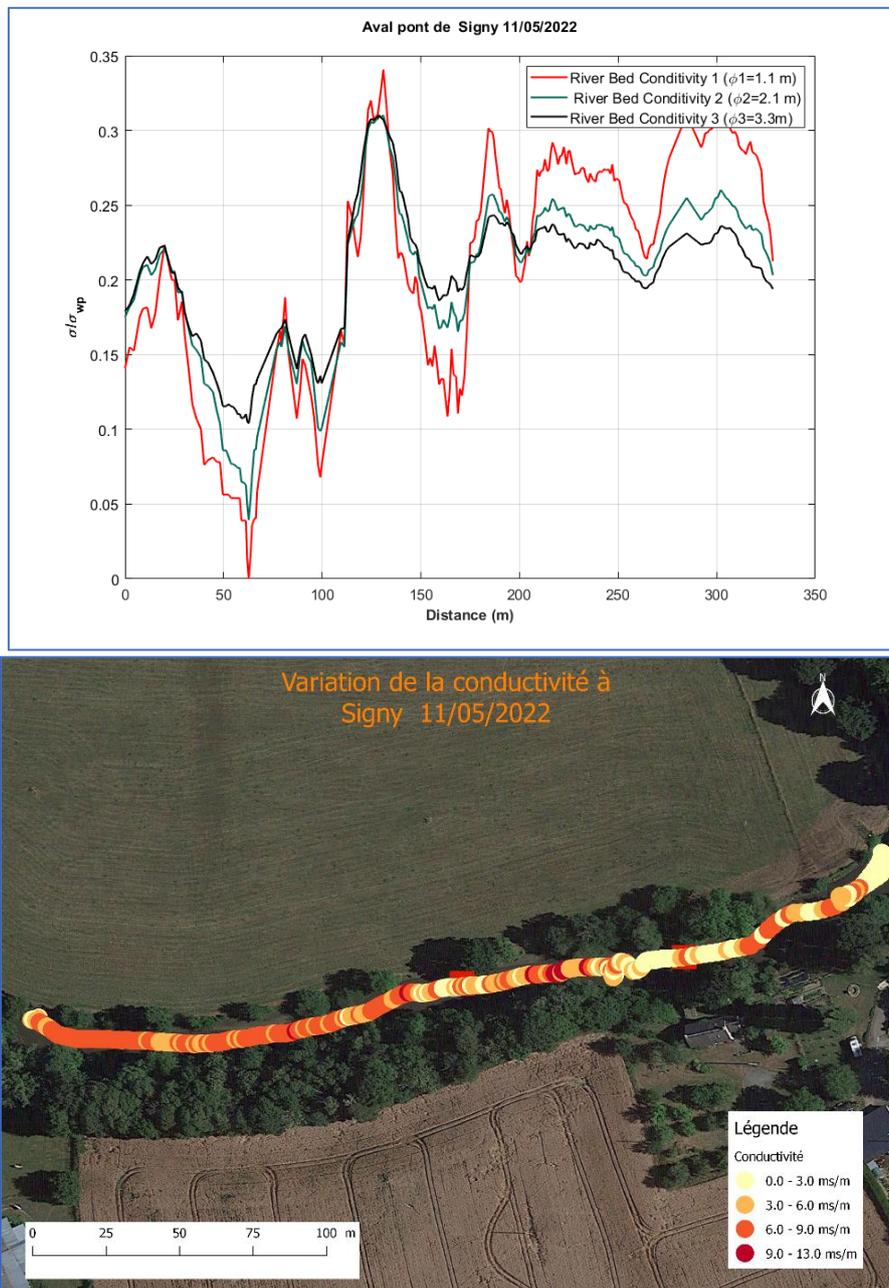 Aval pont de Signy 11/05/2022
0.35
0.3
0.25
0.2
0.15
0.1
0.05
0
σ/σwp
River Bed Conditivity 1 (ϕ1=1.1 m)
River Bed Conditivity 2 (ϕ2=2.1 m)
River Bed Conditivity 3 (ϕ3=3.3m)
0 50 100 150 200 250 300 350
Distance (m)
Variation de la conductivité à
Signy 11/05/2022
N
Légende
Conductivité
0.0 - 3.0 ms/m
3.0 - 6.0 ms/m
6.0 - 9.0 ms/m
9.0 - 13.0 ms/m
0 25 50 75 100 m